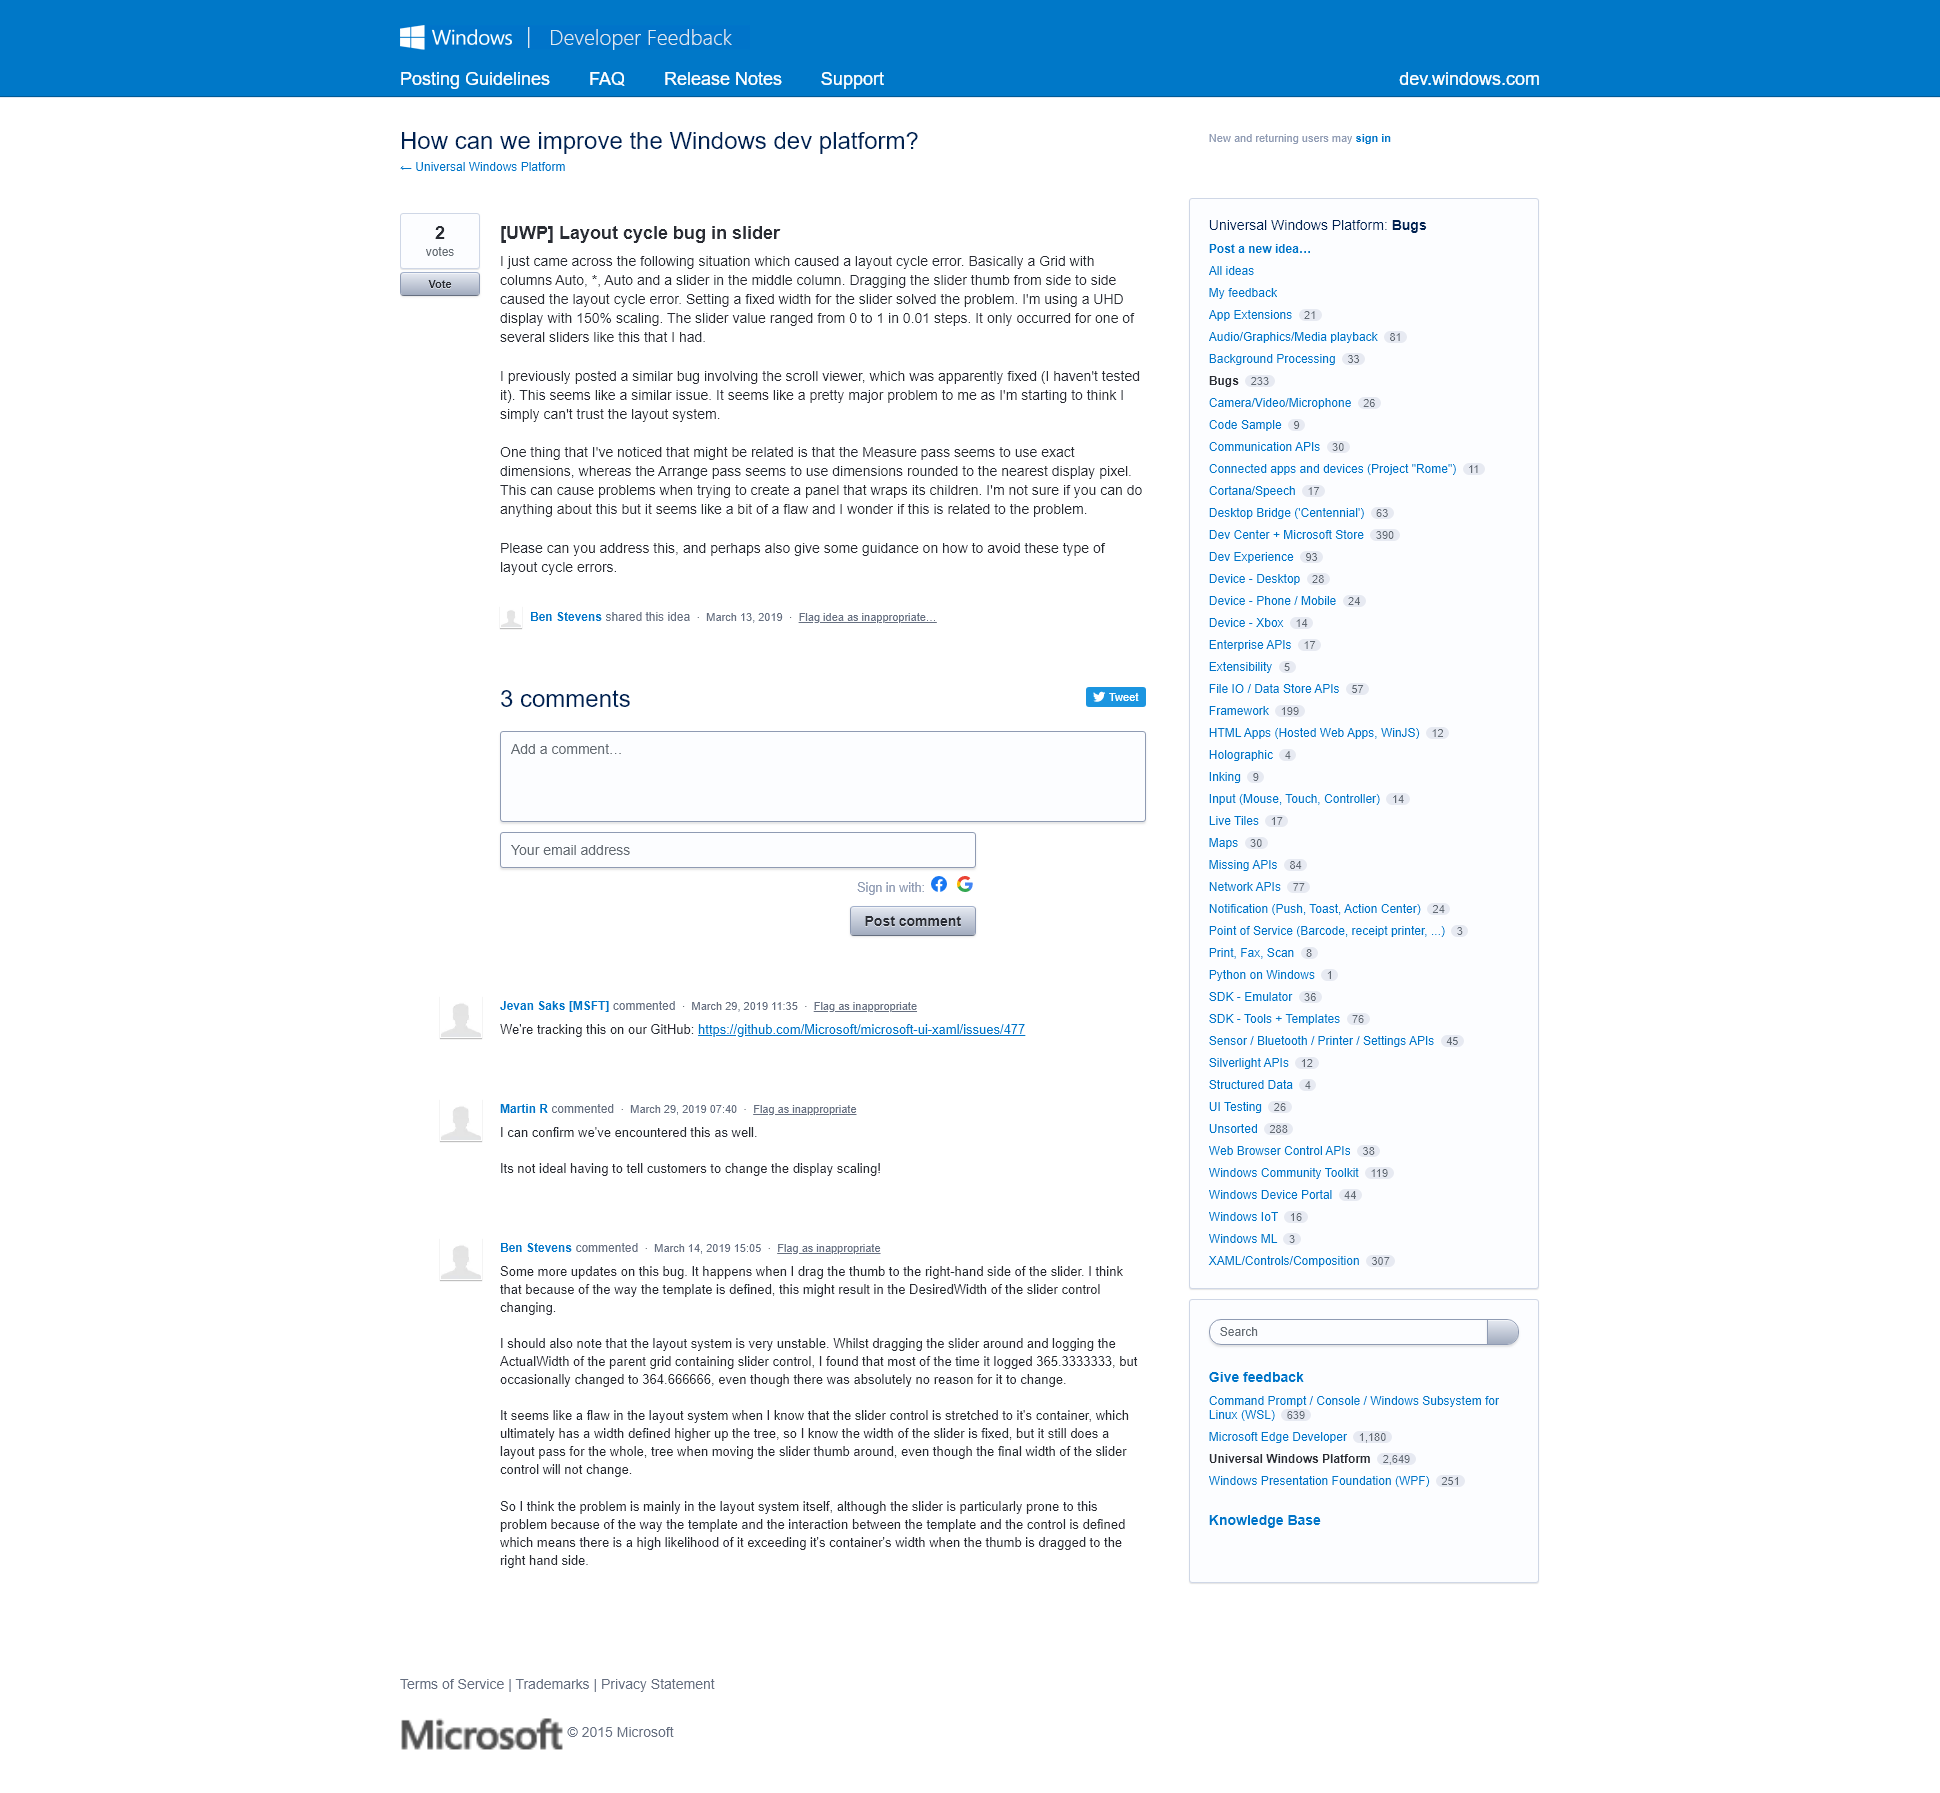 Windows | Developer Feedback
Posting Guidelines FAQ Release Notes Support dev.windows.com
How can we improve the Windows dev platform?
← Universal Windows Platform
New and returning users may sign in
2
votes
Vote
[UWP] Layout cycle bug in slider
I just came across the following situation which caused a layout cycle error. Basically a Grid with
columns Auto, *, Auto and a slider in the middle column. Dragging the slider thumb from side to side
caused the layout cycle error. Setting a fixed width for the slider solved the problem. I'm using a UHD
display with 150% scaling. The slider value ranged from 0 to 1 in 0.01 steps. It only occurred for one of
several sliders like this that I had.
I previously posted a similar bug involving the scroll viewer, which was apparently fixed (I haven't tested
it). This seems like a similar issue. It seems like a pretty major problem to me as I'm starting to think I
simply can't trust the layout system.
One thing that I've noticed that might be related is that the Measure pass seems to use exact
dimensions, whereas the Arrange pass seems to use dimensions rounded to the nearest display pixel.
This can cause problems when trying to create a panel that wraps its children. I'm not sure if you can do
anything about this but it seems like a bit of a flaw and I wonder if this is related to the problem.
Please can you address this, and perhaps also give some guidance on how to avoid these type of
layout cycle errors.
Ben Stevens shared this idea · March 13, 2019 · Flag idea as inappropriate…
3 comments
Tweet
Add a comment…
Your email address
Sign in with:
Post comment
Jevan Saks [MSFT] commented · March 29, 2019 11:35 · Flag as inappropriate
We're tracking this on our GitHub: https://github.com/Microsoft/microsoft-ui-xaml/issues/477
Martin R commented · March 29, 2019 07:40 · Flag as inappropriate
I can confirm we've encountered this as well.
Its not ideal having to tell customers to change the display scaling!
Ben Stevens commented · March 14, 2019 15:05 · Flag as inappropriate
Some more updates on this bug. It happens when I drag the thumb to the right-hand side of the slider. I think
that because of the way the template is defined, this might result in the DesiredWidth of the slider control
changing.
I should also note that the layout system is very unstable. Whilst dragging the slider around and logging the
ActualWidth of the parent grid containing slider control, I found that most of the time it logged 365.3333333, but
occasionally changed to 364.666666, even though there was absolutely no reason for it to change.
It seems like a flaw in the layout system when I know that the slider control is stretched to it's container, which
ultimately has a width defined higher up the tree, so I know the width of the slider is fixed, but it still does a
layout pass for the whole, tree when moving the slider thumb around, even though the final width of the slider
control will not change.
So I think the problem is mainly in the layout system itself, although the slider is particularly prone to this
problem because of the way the template and the interaction between the template and the control is defined
which means there is a high likelihood of it exceeding it's container's width when the thumb is dragged to the
right hand side.
Universal Windows Platform: Bugs
Post a new idea…
All ideas
My feedback
App Extensions 21
Audio/Graphics/Media playback 81
Background Processing 33
Bugs 233
Camera/Video/Microphone 26
Code Sample 9
Communication APIs 30
Connected apps and devices (Project "Rome") 11
Cortana/Speech 17
Desktop Bridge ('Centennial') 63
Dev Center + Microsoft Store 390
Dev Experience 93
Device - Desktop 28
Device - Phone / Mobile 24
Device - Xbox 14
Enterprise APIs 17
Extensibility 5
File IO / Data Store APIs 57
Framework 199
HTML Apps (Hosted Web Apps, WinJS) 12
Holographic 4
Inking 9
Input (Mouse, Touch, Controller) 14
Live Tiles 17
Maps 30
Missing APIs 84
Network APIs 77
Notification (Push, Toast, Action Center) 24
Point of Service (Barcode, receipt printer, ...) 3
Print, Fax, Scan 8
Python on Windows 1
SDK - Emulator 36
SDK - Tools + Templates 76
Sensor / Bluetooth / Printer / Settings APIs 45
Silverlight APIs 12
Structured Data 4
UI Testing 26
Unsorted 288
Web Browser Control APIs 38
Windows Community Toolkit 119
Windows Device Portal 44
Windows IoT 16
Windows ML 3
XAML/Controls/Composition 307
Search
Give feedback
Command Prompt / Console / Windows Subsystem for
Linux (WSL) 639
Microsoft Edge Developer 1,180
Universal Windows Platform 2,649
Windows Presentation Foundation (WPF) 251
Knowledge Base
Terms of Service | Trademarks | Privacy Statement
Microsoft © 2015 Microsoft